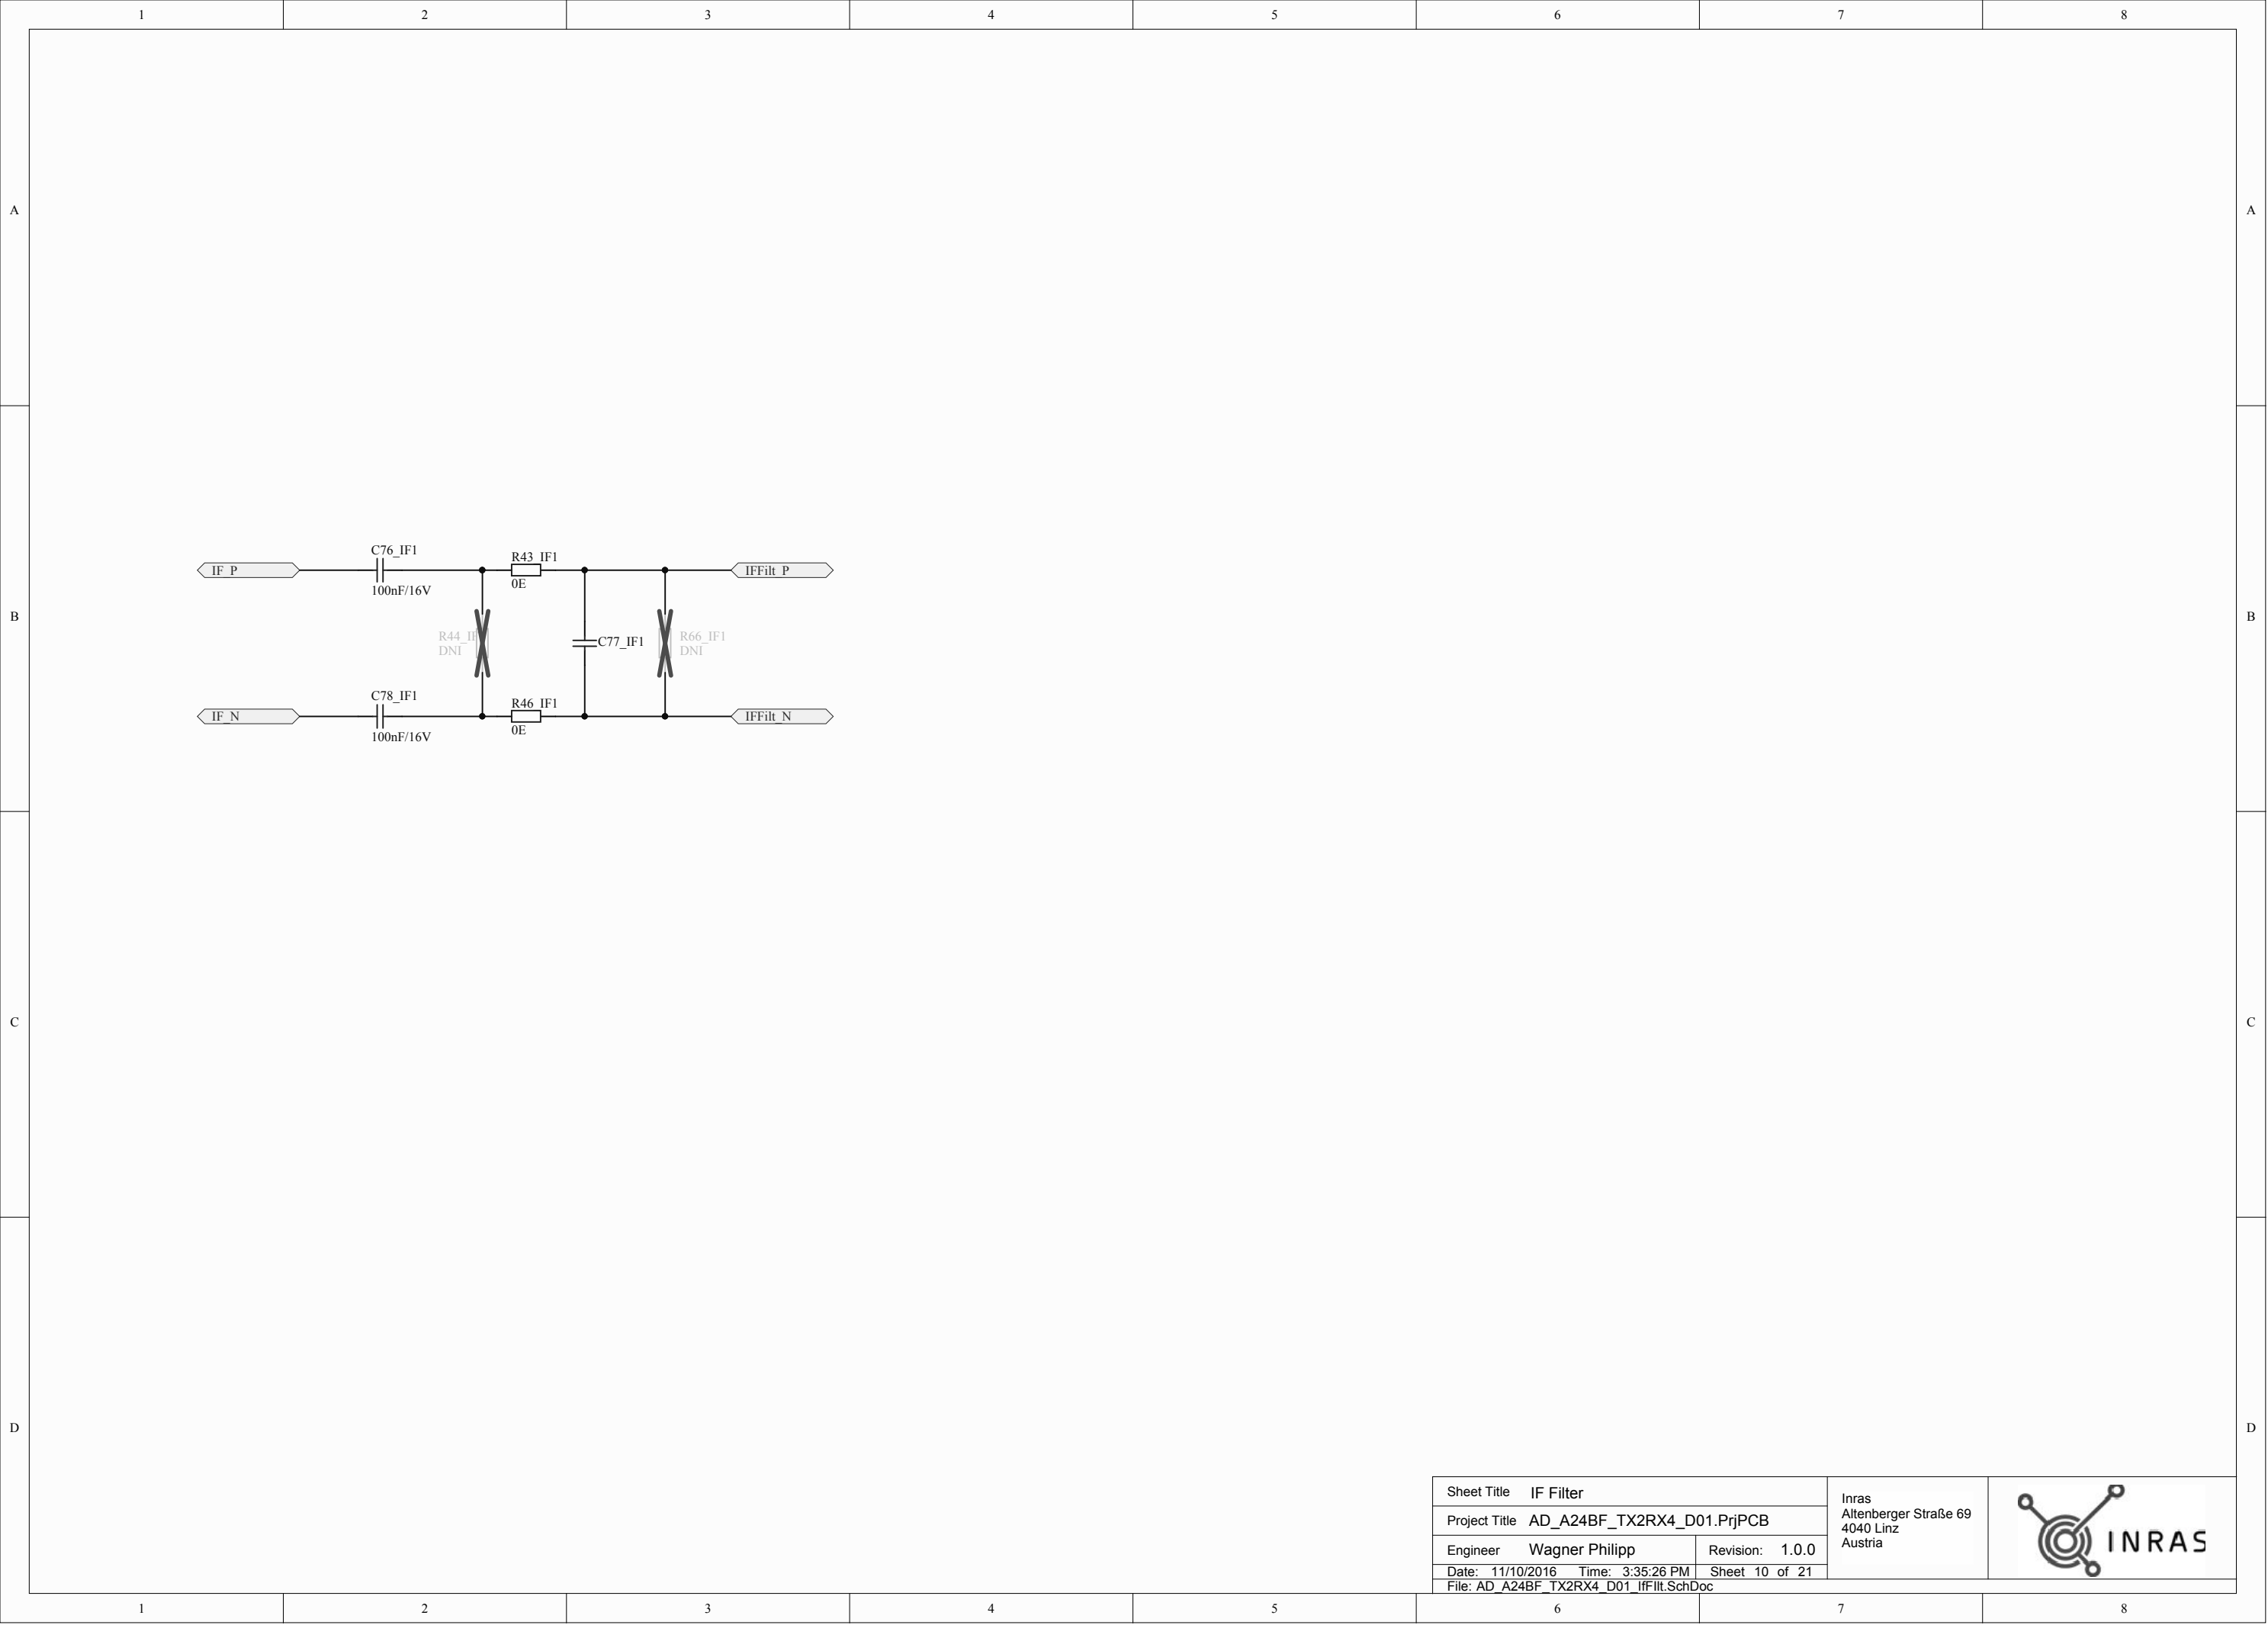 1 2 3 4 5 6 7 8
A A
C76_IF1
R43_IF1
IF_P IFFilt_P
100nF/16V 0E
B B
R44_IF C77_IF1 R66_IF1
DNI DNI
C78_IF1
R46_IF1
IF_N IFFilt_N
100nF/16V 0E
C C
D D
Sheet Title IF Filter
Project Title AD_A24BF_TX2RX4_D01.PrjPCB
Engineer Wagner Philipp Revision: 1.0.0
Date: 11/10/2016 Time: 3:35:26 PM Sheet 10 of 21
File: AD_A24BF_TX2RX4_D01_IfFIlt.SchDoc
Inras
Altenberger Straße 69
4040 Linz
Austria
INRAS
1 2 3 4 5 6 7 8